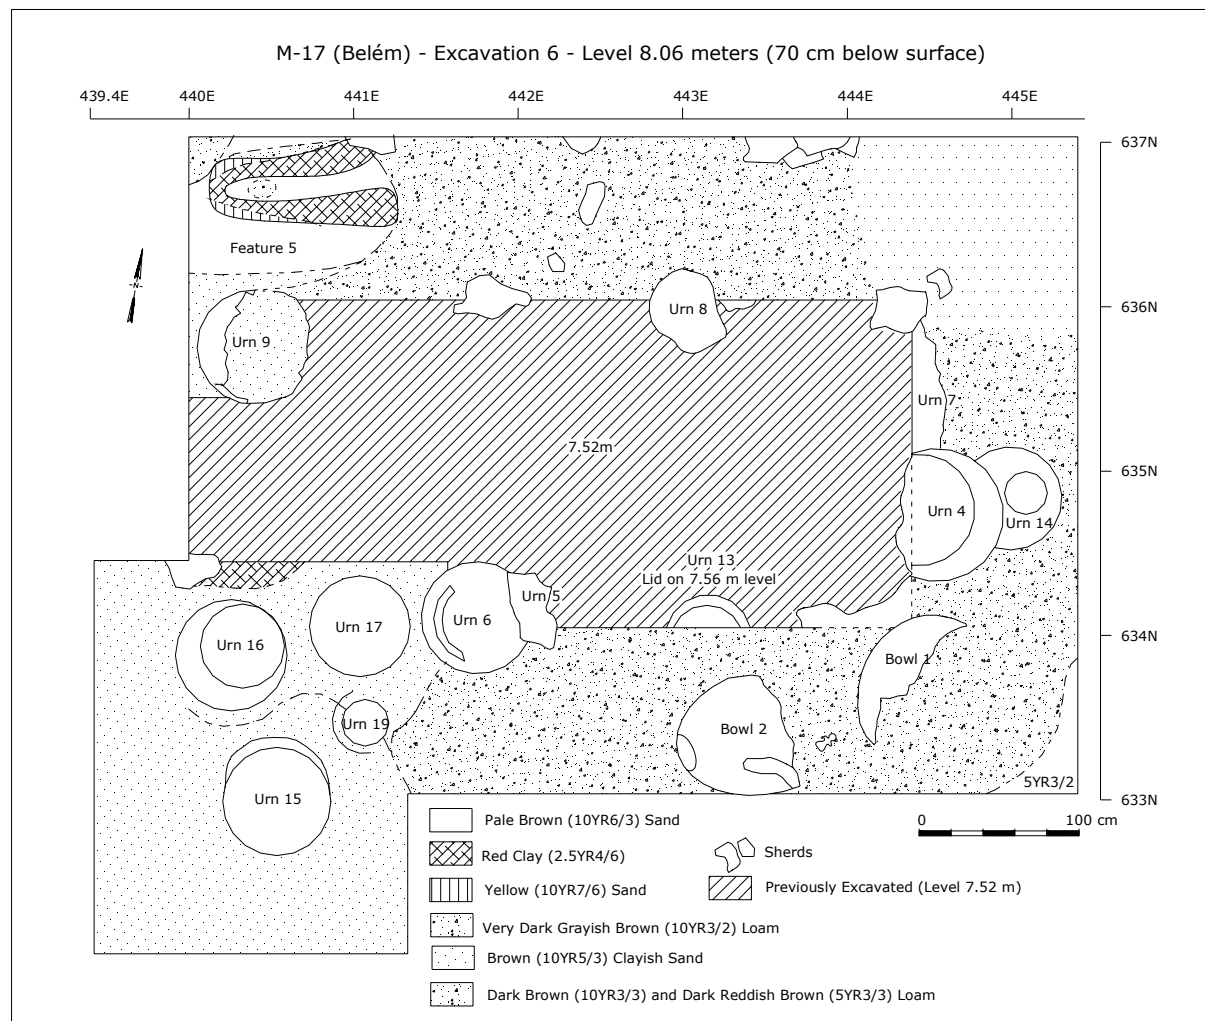 M-17 (Belém) - Excavation 6 - Level 8.06 meters (70 cm below surface)
439.4E 440E 441E 442E 443E 444E 445E
637N
Feature 5
N
636N
Urn 8
Urn 9
Urn 7
7.52m
635N
Urn 4
Urn 14
Urn 13
Lid on 7.56 m level
Urn 5
Urn 6
Urn 17
Urn 16
634N
Bowl 1
Urn 19
Bowl 2
5YR3/2
Urn 15
633N
Pale Brown (10YR6/3) Sand
0 100 cm
Red Clay (2.5YR4/6)
Sherds
Yellow (10YR7/6) Sand
Previously Excavated (Level 7.52 m)
Very Dark Grayish Brown (10YR3/2) Loam
Brown (10YR5/3) Clayish Sand
Dark Brown (10YR3/3) and Dark Reddish Brown (5YR3/3) Loam